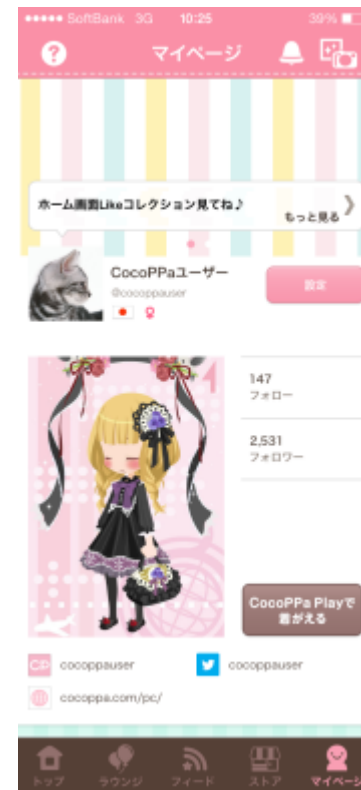 SoftBank 3G 10:25 39%
? マイページ
ホーム画面Likeコレクション見てね♪
もっと見る 》
CocoPPaユーザー
@cocoppauser
設定
147
フォロー
2,531
フォロワー
CocoPPa Playで
着がえる
CP cocoppauser cocoppauser
cocoppa.com/pc/
トップ ラウンジ フィード ストア マイページ